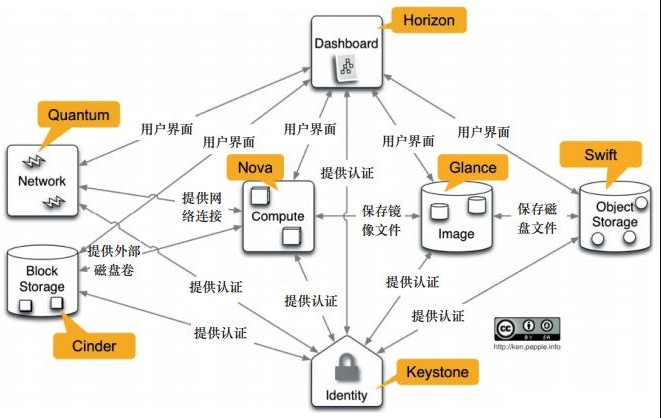 Horizon
Dashboard
Quantum
用户界面
用户界面
用户界面
用户界面
用户界面
Network
Nova
提供认证
Glance
Swift
提供网
络连接
Compute
保存镜
像文件
Image
保存磁
盘文件
Object
Storage
提供外部
磁盘卷
Block
Storage
提供认证
提供认证
提供认证
提供认证
提供认证
Cinder
cc
BY
SA
http://ken.pepple.info
Identity
Keystone